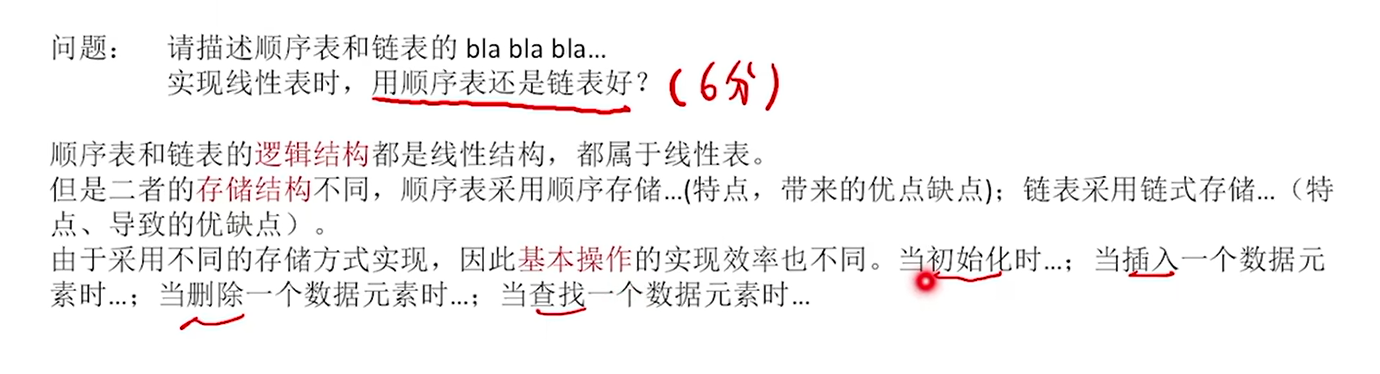 问题： 请描述顺序表和链表的 bla bla bla…
实现线性表时，用顺序表还是链表好？（6分）
顺序表和链表的逻辑结构都是线性结构，都属于线性表。
但是二者的存储结构不同，顺序表采用顺序存储…(特点，带来的优点缺点)；链表采用链式存储…（特
点、导致的优缺点）。
由于采用不同的存储方式实现，因此基本操作的实现效率也不同。当初始化时…；当插入一个数据元
素时…；当删除一个数据元素时…；当查找一个数据元素时…